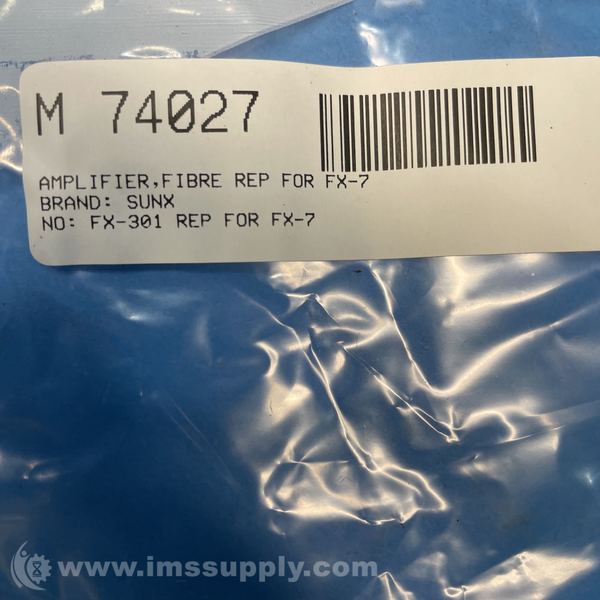 M 74027
AMPLIFIER,FIBRE REP FOR FX-7
BRAND: SUNX
NO: FX-301 REP FOR FX-7
www.imssupply.com